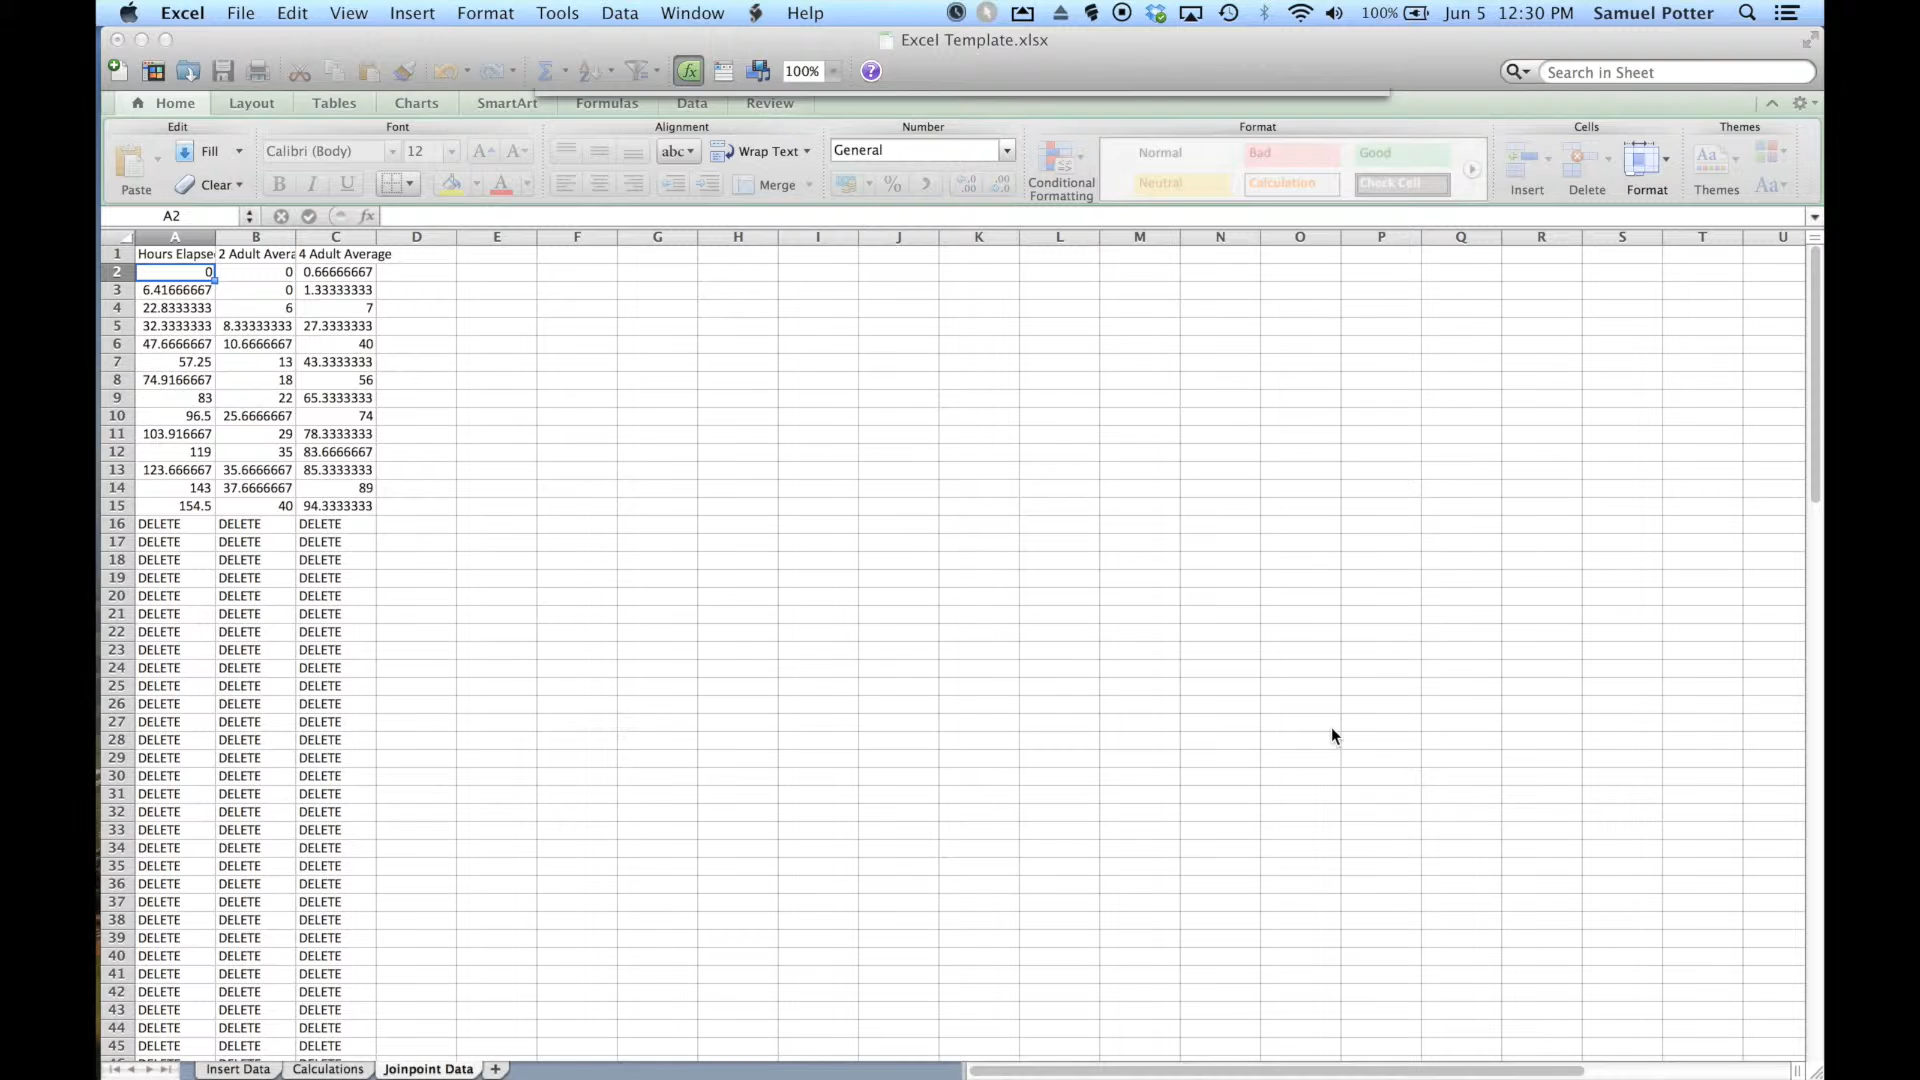 Excel File Edit View Insert Format Tools Data Window Help 100% Jun 5 12:30 PM Samuel Potter
Excel Template.xlsx
100% Search in Sheet
Home Layout Tables Charts SmartArt Formulas Data Review
Edit Font Alignment Number Format Cells Themes
Fill Calibri (Body) 12 abc Wrap Text General Normal Bad Good
Paste Clear B I U Merge % Conditional Formatting Neutral Calculation Check Cell Insert Delete Format Themes
A2 fx
A B C D E F G H I J K L M N O P Q R S T U
1 Hours Elapse 2 Adult Avera 4 Adult Average
2 0 0 0.66666667
3 6.41666667 0 1.33333333
4 22.8333333 6 7
5 32.3333333 8.33333333 27.3333333
6 47.6666667 10.6666667 40
7 57.25 13 43.3333333
8 74.9166667 18 56
9 83 22 65.3333333
10 96.5 25.6666667 74
11 103.916667 29 78.3333333
12 119 35 83.6666667
13 123.666667 35.6666667 85.3333333
14 143 37.6666667 89
15 154.5 40 94.3333333
16 DELETE DELETE DELETE
17 DELETE DELETE DELETE
18 DELETE DELETE DELETE
19 DELETE DELETE DELETE
20 DELETE DELETE DELETE
21 DELETE DELETE DELETE
22 DELETE DELETE DELETE
23 DELETE DELETE DELETE
24 DELETE DELETE DELETE
25 DELETE DELETE DELETE
26 DELETE DELETE DELETE
27 DELETE DELETE DELETE
28 DELETE DELETE DELETE
29 DELETE DELETE DELETE
30 DELETE DELETE DELETE
31 DELETE DELETE DELETE
32 DELETE DELETE DELETE
33 DELETE DELETE DELETE
34 DELETE DELETE DELETE
35 DELETE DELETE DELETE
36 DELETE DELETE DELETE
37 DELETE DELETE DELETE
38 DELETE DELETE DELETE
39 DELETE DELETE DELETE
40 DELETE DELETE DELETE
41 DELETE DELETE DELETE
42 DELETE DELETE DELETE
43 DELETE DELETE DELETE
44 DELETE DELETE DELETE
45 DELETE DELETE DELETE
Insert Data Calculations Joinpoint Data